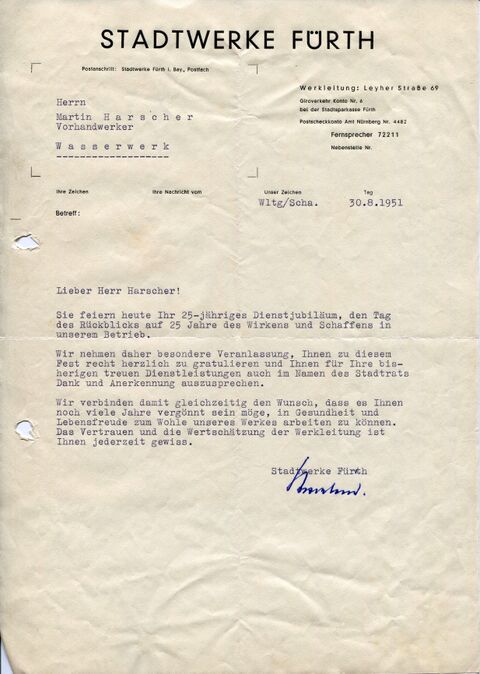 STADTWERKE FÜRTH
Postanschrift: Stadtwerke Fürth i. Bay., Postfach
Werkleitung: Leyher Straße 69
Giroverkehr Konto Nr. 6
bei der Stadtsparkasse Fürth
Postscheckkonto Amt Nürnberg Nr. 4482
Fernsprecher 72211
Nebenstelle Nr.
Herrn
Martin Harscher
Vorhandwerker
Wasserwerk
Ihre Zeichen Ihre Nachricht vom Unser Zeichen Tag
Wltg/Scha. 30.8.1951
Betreff:
Lieber Herr Harscher!
Sie feiern heute Ihr 25-jähriges Dienstjubiläum, den Tag
des Rückblicks auf 25 Jahre des Wirkens und Schaffens in
unserem Betrieb.
Wir nehmen daher besondere Veranlassung, Ihnen zu diesem
Fest recht herzlich zu gratulieren und Ihnen für Ihre bis-
herigen treuen Dienstleistungen auch im Namen des Stadtrats
Dank und Anerkennung auszusprechen.
Wir verbinden damit gleichzeitig den Wunsch, dass es Ihnen
noch viele Jahre vergönnt sein möge, in Gesundheit und
Lebensfreude zum Wohle unseres Werkes arbeiten zu können.
Das Vertrauen und die Wertschätzung der Werkleitung ist
Ihnen jederzeit gewiss.
Stadtwerke Fürth